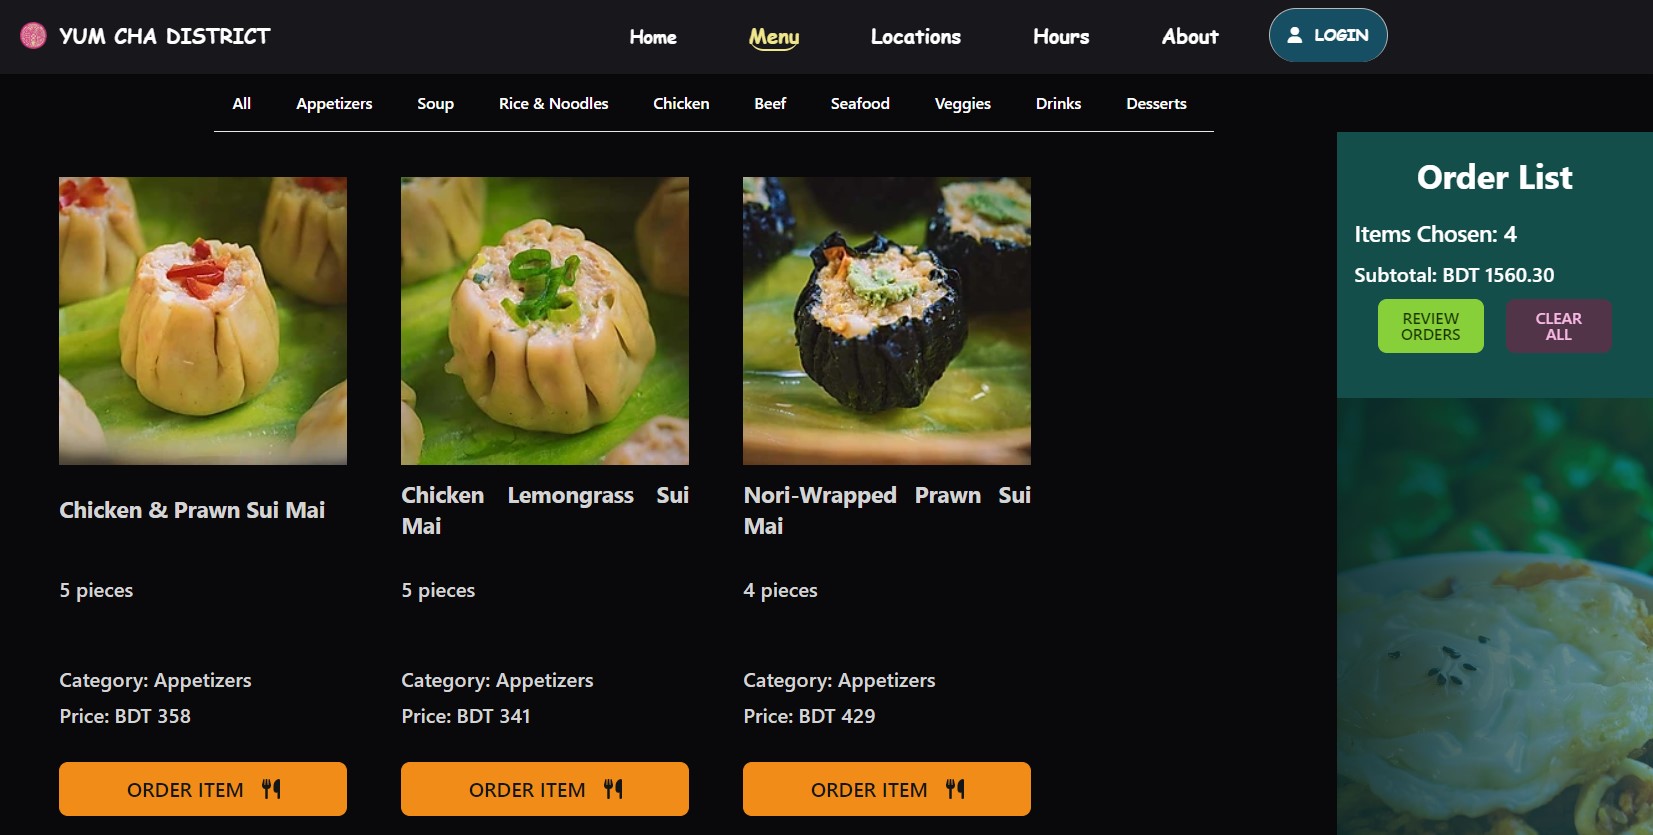 YUM CHA DISTRICT
Home Menu Locations Hours About LOGIN
All Appetizers Soup Rice & Noodles Chicken Beef Seafood Veggies Drinks Desserts
Chicken & Prawn Sui Mai
5 pieces
Category: Appetizers
Price: BDT 358
ORDER ITEM
Chicken Lemongrass Sui
Mai
5 pieces
Category: Appetizers
Price: BDT 341
ORDER ITEM
Nori-Wrapped Prawn Sui
Mai
4 pieces
Category: Appetizers
Price: BDT 429
ORDER ITEM
Order List
Items Chosen: 4
Subtotal: BDT 1560.30
REVIEW
ORDERS
CLEAR
ALL